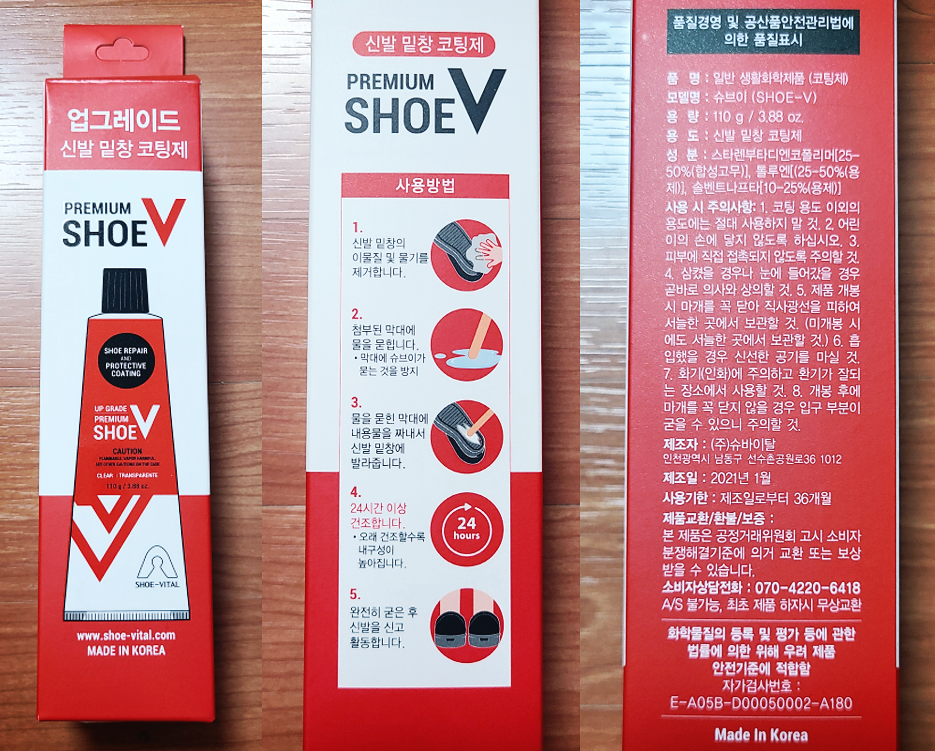 업그레이드
신발 밑창 코팅제
PREMIUM
SHOE V
SHOE REPAIR
AND
PROTECTIVE
COATING
UP GRADE
PREMIUM
SHOE V
CAUTION
FLAMMABLE, VAPOR HARMFUL,
SEE OTHER CAUTIONS ON THE CASE
CLEAR : TRANSPARENTE
110 g / 3.88 oz.
SHOE-VITAL
www.shoe-vital.com
MADE IN KOREA
신발 밑창 코팅제
PREMIUM
SHOE V
사용방법
1.
신발 밑창의
이물질 및 물기를
제거합니다.
2.
첨부된 막대에
물을 묻힙니다.
• 막대에 슈브이가
묻는 것을 방지
3.
물을 묻힌 막대에
내용물을 짜내서
신발 밑창에
발라줍니다.
4.
24시간 이상
건조합니다.
• 오래 건조할수록
내구성이
높아집니다.
24
hours
5.
완전히 굳은 후
신발을 신고
활동합니다.
품질경영 및 공산품안전관리법에
의한 품질표시
품 명 : 일반 생활화학제품 (코팅제)
모델명 : 슈브이 (SHOE-V)
용 량 : 110 g / 3.88 oz.
용 도 : 신발 밑창 코팅제
성 분 : 스타렌부타디엔코폴리머[25-
50%(합성고무)], 톨루엔[(25-50%(용
제)], 솔벤트나프타[10-25%(용제)]
사용 시 주의사항: 1. 코팅 용도 이외의
용도에는 절대 사용하지 말 것. 2. 어린
이의 손에 닿지 않도록 하십시오. 3.
피부에 직접 접촉되지 않도록 주의할 것.
4. 삼켰을 경우나 눈에 들어갔을 경우
곧바로 의사와 상의할 것. 5. 제품 개봉
시 마개를 꼭 닫아 직사광선을 피하여
서늘한 곳에서 보관할 것. (미개봉 시
에도 서늘한 곳에서 보관할 것.) 6. 흡
입했을 경우 신선한 공기를 마실 것.
7. 화기(인화)에 주의하고 환기가 잘되
는 장소에서 사용할 것. 8. 개봉 후에
마개를 꼭 닫지 않을 경우 입구 부분이
굳을 수 있으니 주의할 것.
제조자 : (주)슈바이탈
인천광역시 남동구 선수촌공원로36 1012
제조일 : 2021년 1월
사용기한 : 제조일로부터 36개월
제품교환/환불/보증 :
본 제품은 공정거래위원회 고시 소비자
분쟁해결기준에 의거 교환 또는 보상
받을 수 있습니다.
소비자상담전화 : 070-4220-6418
A/S 불가능, 최초 제품 하자시 무상교환
화학물질의 등록 및 평가 등에 관한
법률에 의한 위해 우려 제품
안전기준에 적합함
자가검사번호 :
E-A05B-D00050002-A180
Made In Korea